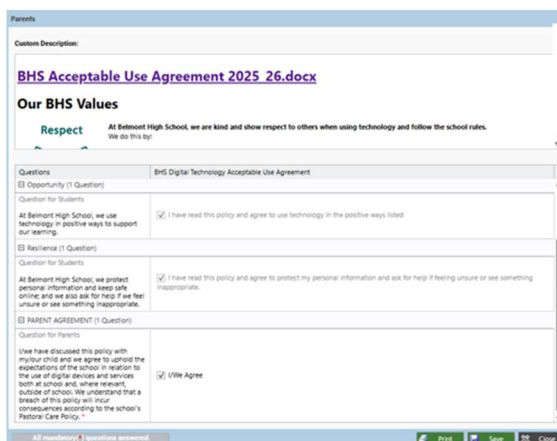 Parents
Custom Description:
BHS Acceptable Use Agreement 2025_26.docx
Our BHS Values
Respect
At Belmont High School, we are kind and show respect to others when using technology and follow the school rules.
We do this by:
Questions
BHS Digital Technology Acceptable Use Agreement
Opportunity (1 Question)
Question for Students
At Belmont High School, we use
technology in positive ways to support
our learning.
I have read this policy and agree to use technology in the positive ways listed
Resilience (1 Question)
Question for Students
At Belmont High School, we protect
personal information and keep safe
online; and we also ask for help if we feel
unsure or see something inappropriate.
I have read this policy and agree to protect my personal information and ask for help if feeling unsure or see something
inappropriate.
PARENT AGREEMENT (1 Question)
Question for Parents
I/we have discussed this policy with
my/our child and we agree to uphold the
expectations of the school in relation to
the use of digital devices and services
both at school and, where relevant,
outside of school. We understand that a
breach of this policy will incur
consequences according to the school's
Pastoral Care Policy. *
I/We Agree
All mandatory * questions answered.
Print
Save
Close